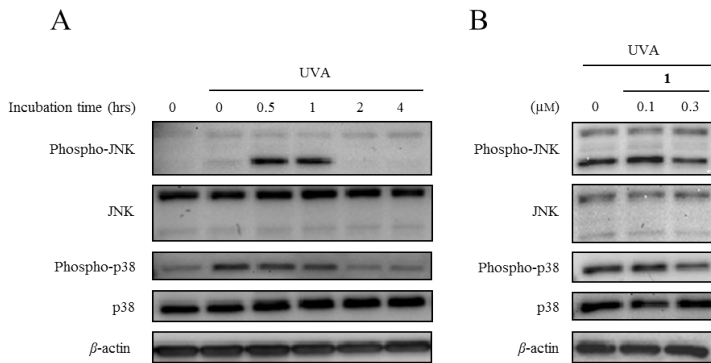 A
UVA
Incubation time (hrs) 0 0 0.5 1 2 4
Phospho-JNK
JNK
Phospho-p38
p38
β-actin
B
UVA
1
(μM) 0 0.1 0.3
Phospho-JNK
JNK
Phospho-p38
p38
β-actin